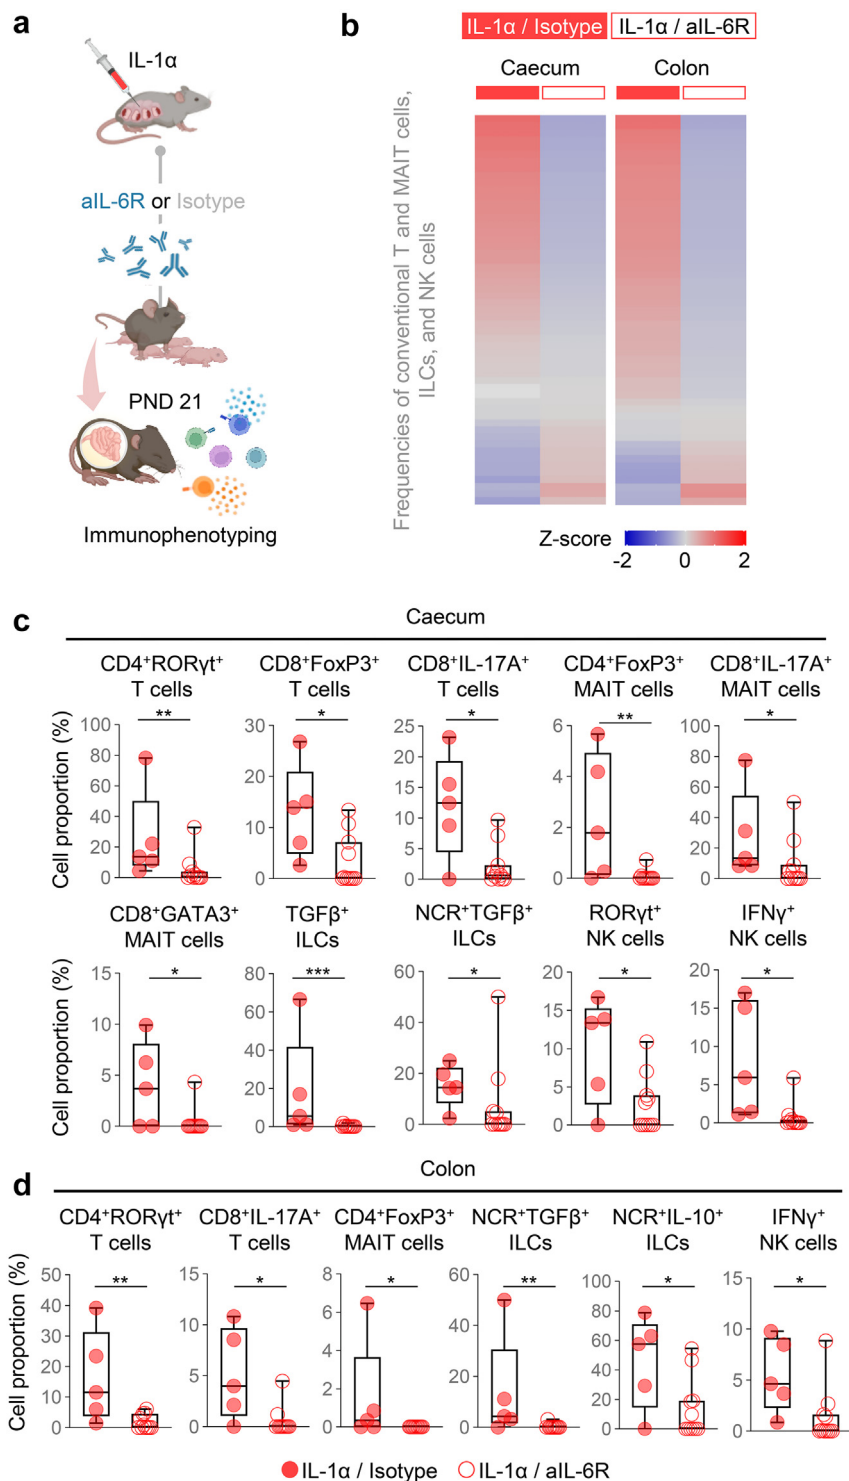 a
IL-1α
aIL-6R or Isotype
PND 21
Immunophenotyping
b
IL-1α / Isotype IL-1α / aIL-6R
Caecum Colon
Frequencies of conventional T and MAIT cells,
ILCs, and NK cells
Z-score
-2 0 2
c
Caecum
CD4⁺RORγt⁺
T cells
CD8⁺FoxP3⁺
T cells
CD8⁺IL-17A⁺
T cells
CD4⁺FoxP3⁺
MAIT cells
CD8⁺IL-17A⁺
MAIT cells
Cell proportion (%)
100
80
60
40
20
0
**
30
20
10
0
*
25
20
15
10
5
0
*
6
4
2
0
**
100
80
60
40
20
0
*
CD8⁺GATA3⁺
MAIT cells
TGFβ⁺
ILCs
NCR⁺TGFβ⁺
ILCs
RORγt⁺
NK cells
IFNγ⁺
NK cells
Cell proportion (%)
15
10
5
0
*
80
60
40
20
0
***
60
40
20
0
*
20
15
10
5
0
*
20
15
10
5
0
*
d
Colon
CD4⁺RORγt⁺
T cells
CD8⁺IL-17A⁺
T cells
CD4⁺FoxP3⁺
MAIT cells
NCR⁺TGFβ⁺
ILCs
NCR⁺IL-10⁺
ILCs
IFNγ⁺
NK cells
Cell proportion (%)
50
40
30
20
10
0
**
15
10
5
0
*
8
6
4
2
0
*
60
40
20
0
**
100
80
60
40
20
0
*
15
10
5
0
*
IL-1α / Isotype IL-1α / aIL-6R